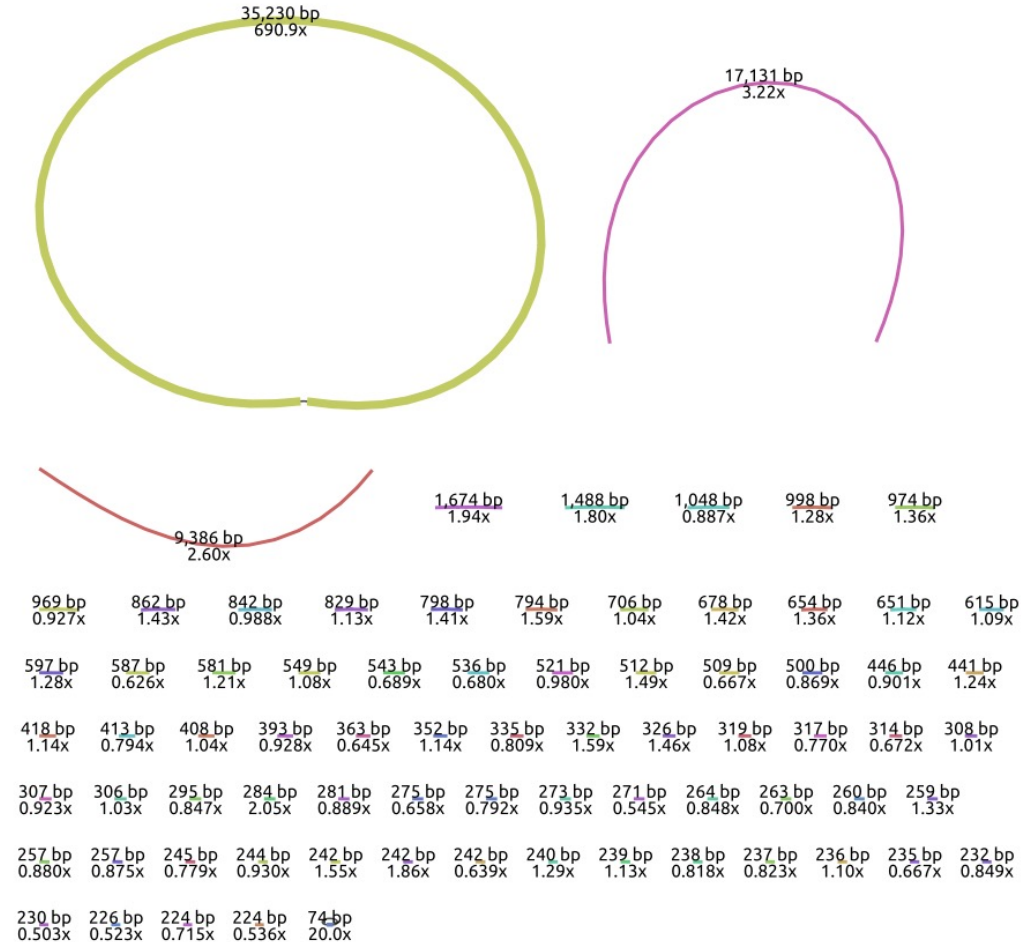 35,230 bp
690.9x
17,131 bp
3.22x
9,386 bp
2.60x
1,674 bp 1,488 bp 1,048 bp 998 bp 974 bp
1.94x 1.80x 0.887x 1.28x 1.36x
969 bp 862 bp 842 bp 829 bp 798 bp 794 bp 706 bp 678 bp 654 bp 651 bp 615 bp
0.927x 1.43x 0.988x 1.13x 1.41x 1.59x 1.04x 1.42x 1.36x 1.12x 1.09x
597 bp 587 bp 581 bp 549 bp 543 bp 536 bp 521 bp 512 bp 509 bp 500 bp 446 bp 441 bp
1.28x 0.626x 1.21x 1.08x 0.689x 0.680x 0.980x 1.49x 0.667x 0.869x 0.901x 1.24x
418 bp 413 bp 408 bp 393 bp 363 bp 352 bp 335 bp 332 bp 326 bp 319 bp 317 bp 314 bp 308 bp
1.14x 0.794x 1.04x 0.928x 0.645x 1.14x 0.809x 1.59x 1.46x 1.08x 0.770x 0.672x 1.01x
307 bp 306 bp 295 bp 284 bp 281 bp 275 bp 275 bp 273 bp 271 bp 264 bp 263 bp 260 bp 259 bp
0.923x 1.03x 0.847x 2.05x 0.889x 0.658x 0.792x 0.935x 0.545x 0.848x 0.700x 0.840x 1.33x
257 bp 257 bp 245 bp 244 bp 242 bp 242 bp 242 bp 240 bp 239 bp 238 bp 237 bp 236 bp 235 bp 232 bp
0.880x 0.875x 0.779x 0.930x 1.55x 1.86x 0.639x 1.29x 1.13x 0.818x 0.823x 1.10x 0.667x 0.849x
230 bp 226 bp 224 bp 224 bp 74 bp
0.503x 0.523x 0.715x 0.536x 20.0x